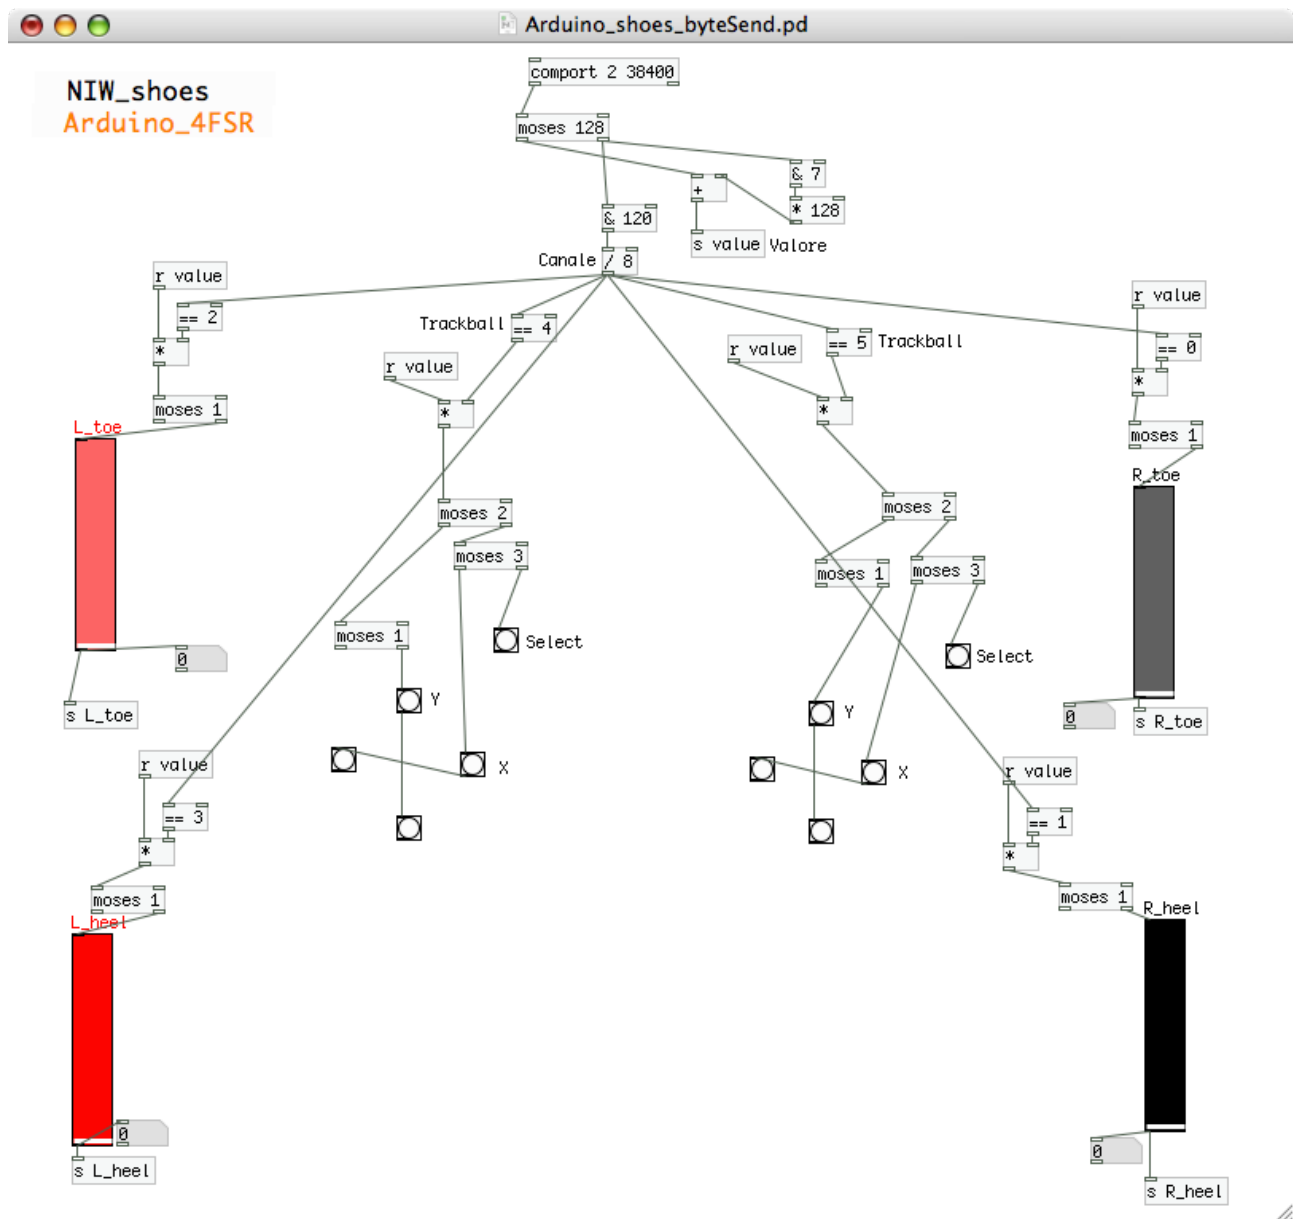 Arduino_shoes_byteSend.pd
NIW_shoes
Arduino_4FSR
comport 2 38400
moses 128
& 7
+
* 128
& 120
s value Valore
Canale / 8
r value
== 2
*
moses 1
L_toe
0
s L_toe
Trackball == 4
r value
*
moses 2
moses 3
moses 1
Select
Y
X
r value
== 5 Trackball
*
moses 2
moses 1
moses 3
Select
Y
X
r value
== 0
*
moses 1
R_toe
0
s R_toe
r value
== 3
*
moses 1
L_heel
0
s L_heel
r value
== 1
*
moses 1
R_heel
0
s R_heel